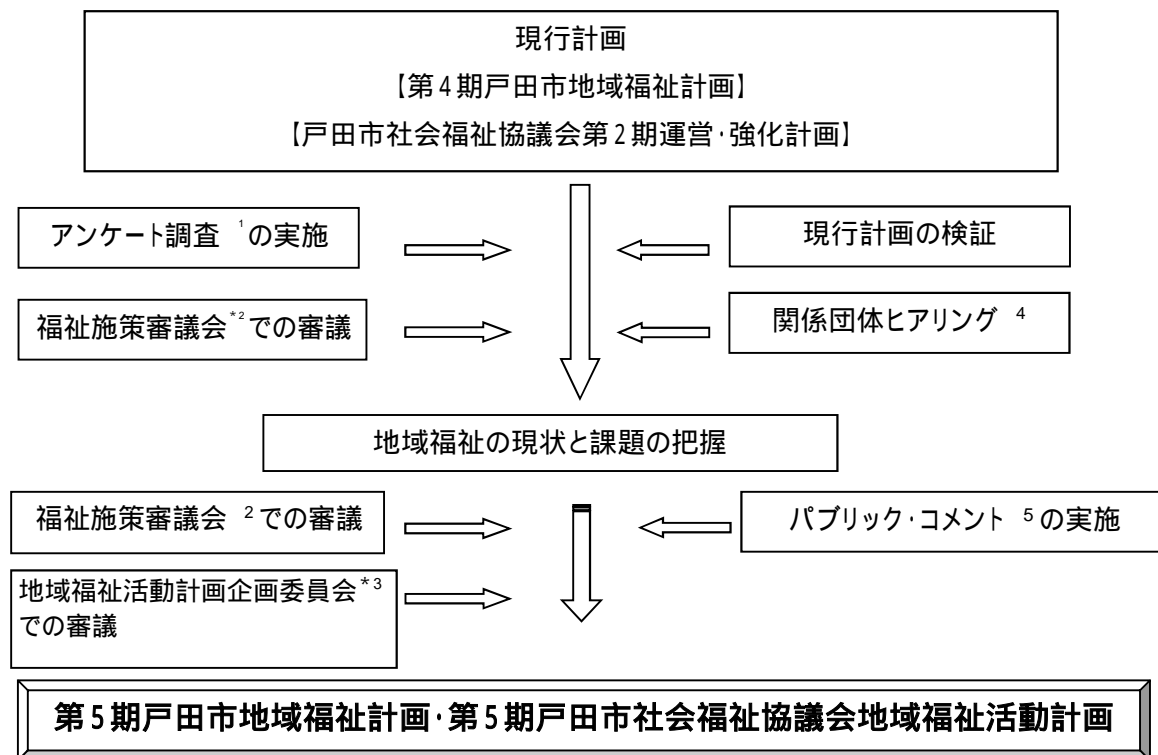 現行計画
【第4期戸田市地域福祉計画】
【戸田市社会福祉協議会第2期運営・強化計画】
アンケート調査 1の実施
現行計画の検証
福祉施策審議会*2での審議
関係団体ヒアリング 4
地域福祉の現状と課題の把握
福祉施策審議会 2での審議
パブリック・コメント 5の実施
地域福祉活動計画企画委員会*3
での審議
第5期戸田市地域福祉計画・第5期戸田市社会福祉協議会地域福祉活動計画